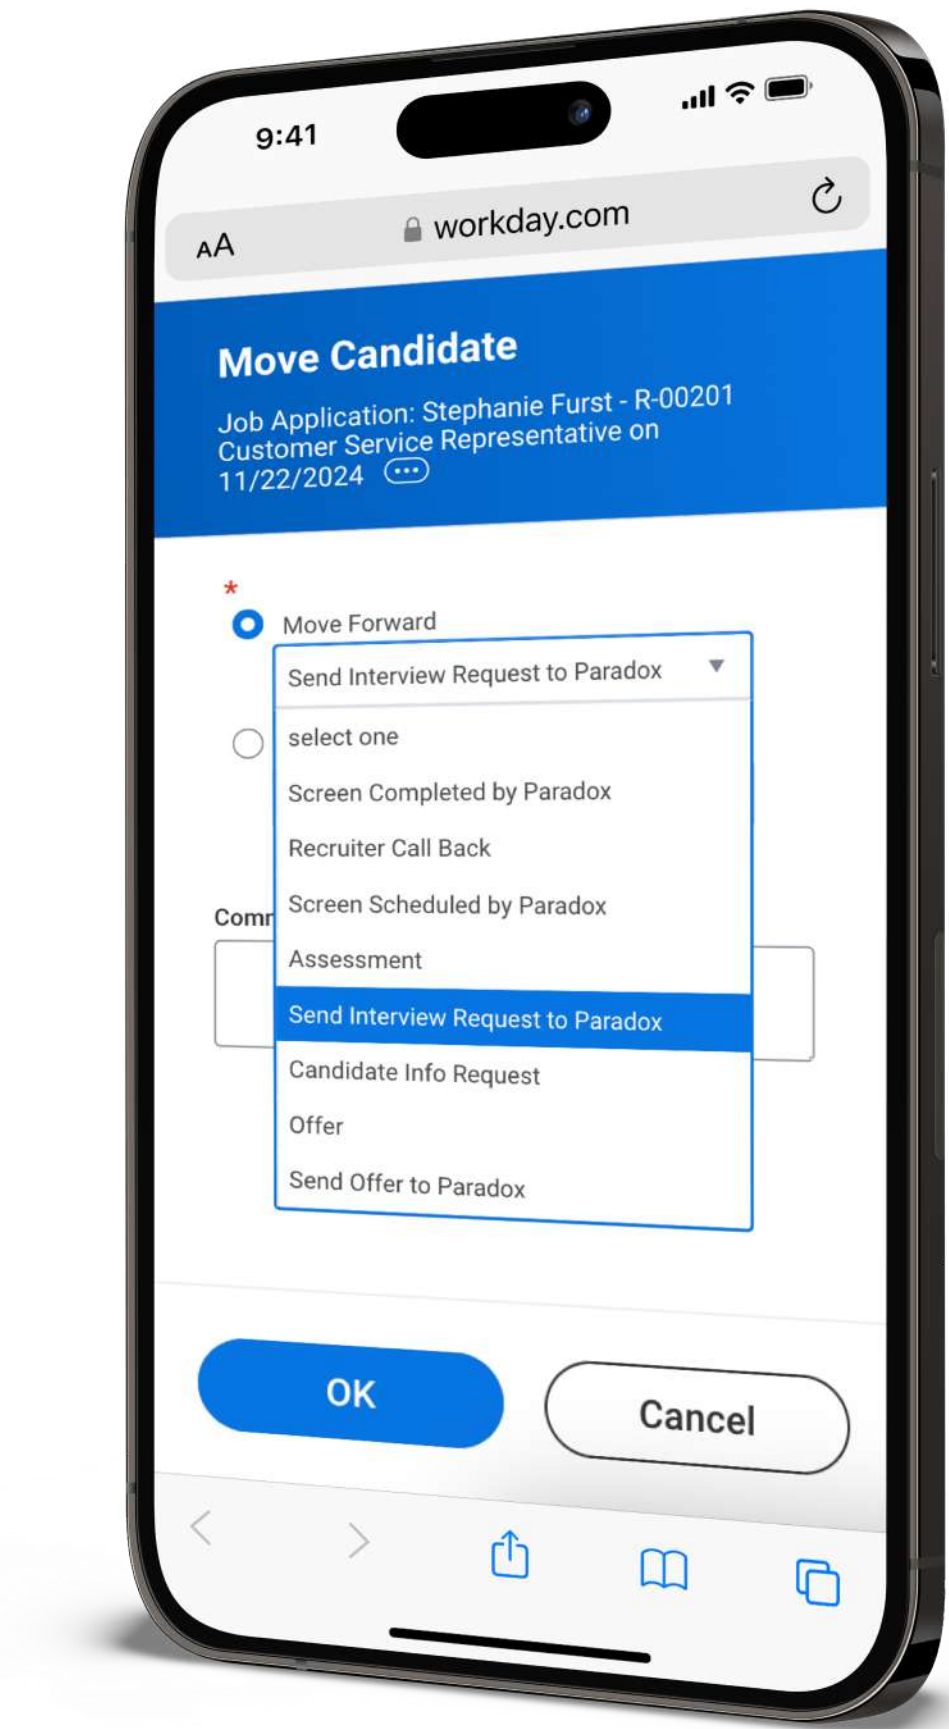 9:41
AA
workday.com
Move Candidate
Job Application: Stephanie Furst - R-00201
Customer Service Representative on
11/22/2024
*
Move Forward
Send Interview Request to Paradox
select one
Screen Completed by Paradox
Recruiter Call Back
Screen Scheduled by Paradox
Comm
Assessment
Send Interview Request to Paradox
Candidate Info Request
Offer
Send Offer to Paradox
OK
Cancel